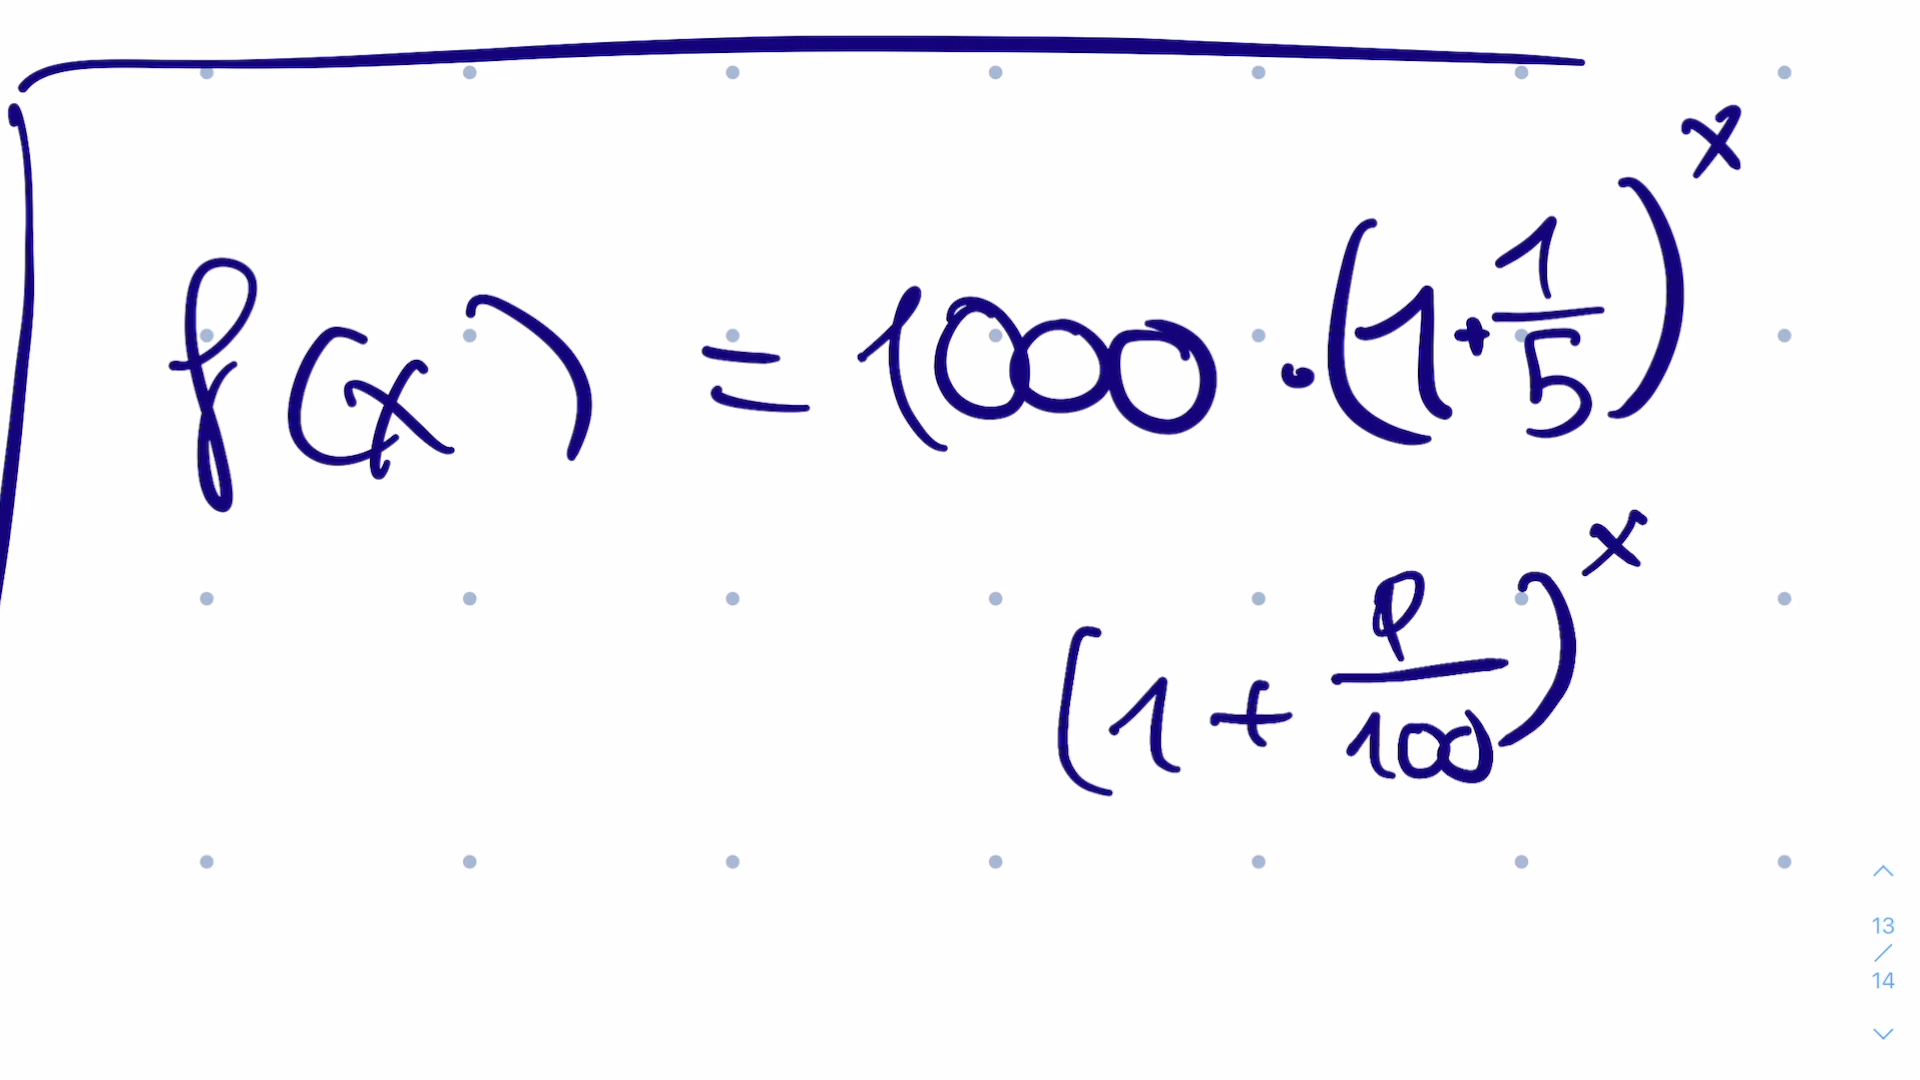 f(x) = 1000 · (1 + 1/5)^x
(1 + p/100)^x
13
/
14